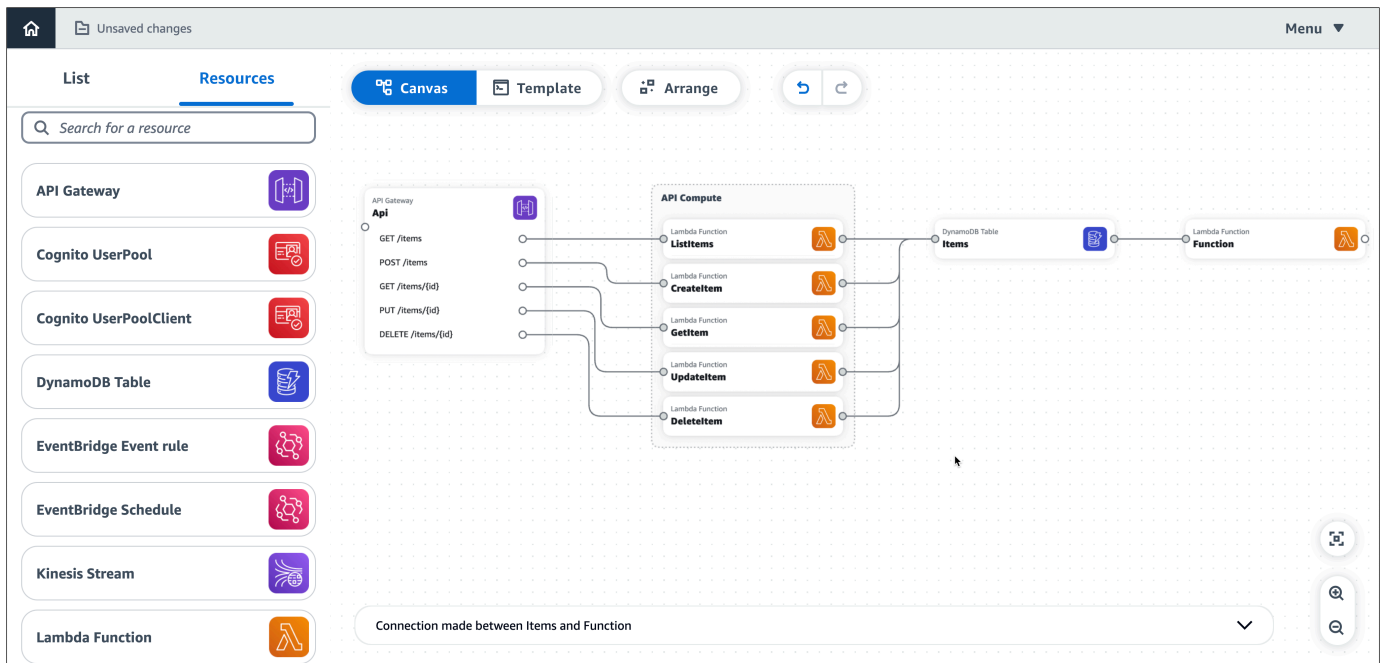 Unsaved changes
Menu
List
Resources
Search for a resource
API Gateway
Cognito UserPool
Cognito UserPoolClient
DynamoDB Table
EventBridge Event rule
EventBridge Schedule
Kinesis Stream
Lambda Function
Canvas
Template
Arrange
API Gateway
Api
GET /items
POST /items
GET /items/{id}
PUT /items/{id}
DELETE /items/{id}
API Compute
Lambda Function
ListItems
Lambda Function
CreateItem
Lambda Function
GetItem
Lambda Function
UpdateItem
Lambda Function
DeleteItem
DynamoDB Table
Items
Lambda Function
Function
Connection made between Items and Function